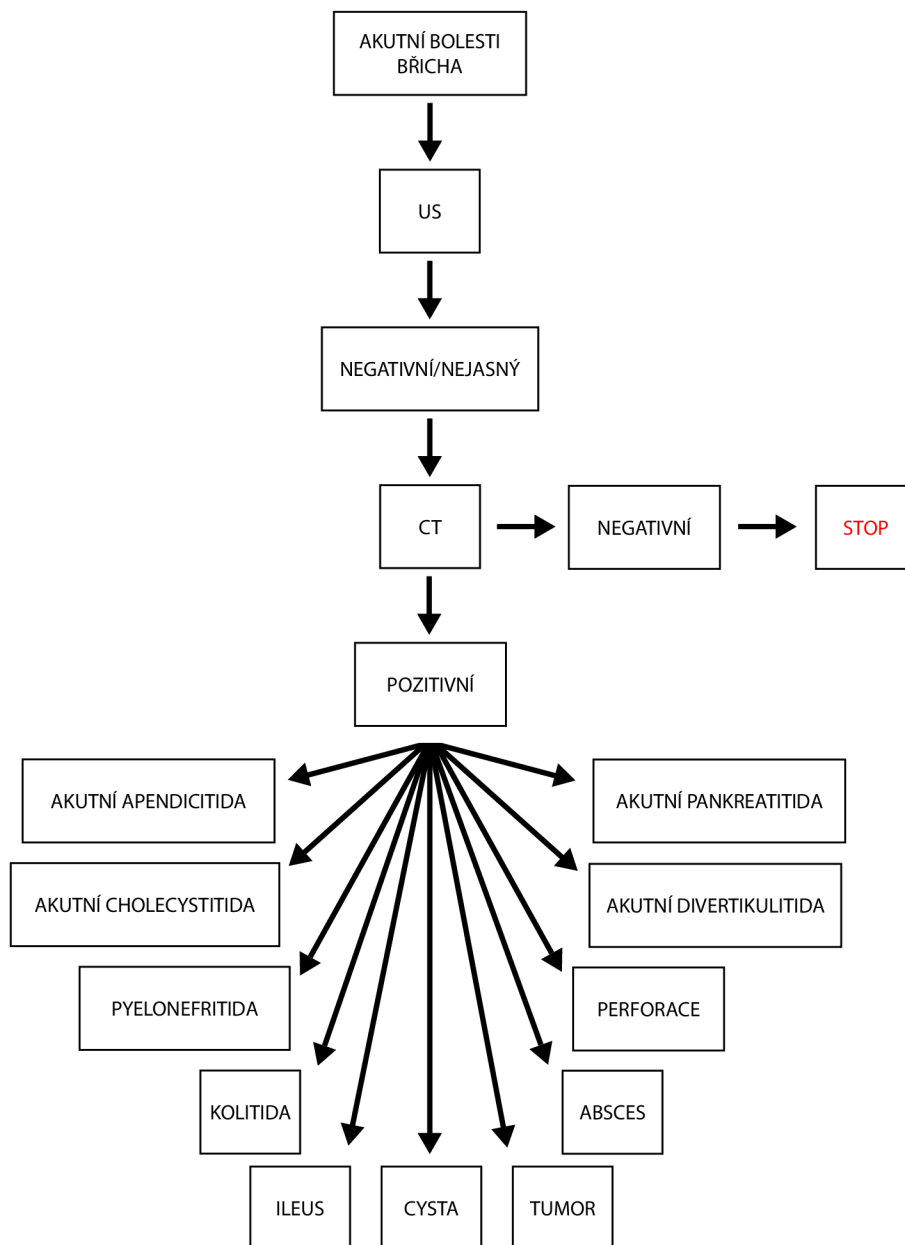 AKUTNÍ BOLESTI
BŘICHA
US
NEGATIVNÍ/NEJASNÝ
CT
NEGATIVNÍ
STOP
POZITIVNÍ
AKUTNÍ APENDICITIDA
AKUTNÍ PANKREATITIDA
AKUTNÍ CHOLECYSTITIDA
AKUTNÍ DIVERTIKULITIDA
PYELONEFRITIDA
PERFORACE
KOLITIDA
ABSCES
ILEUS
CYSTA
TUMOR